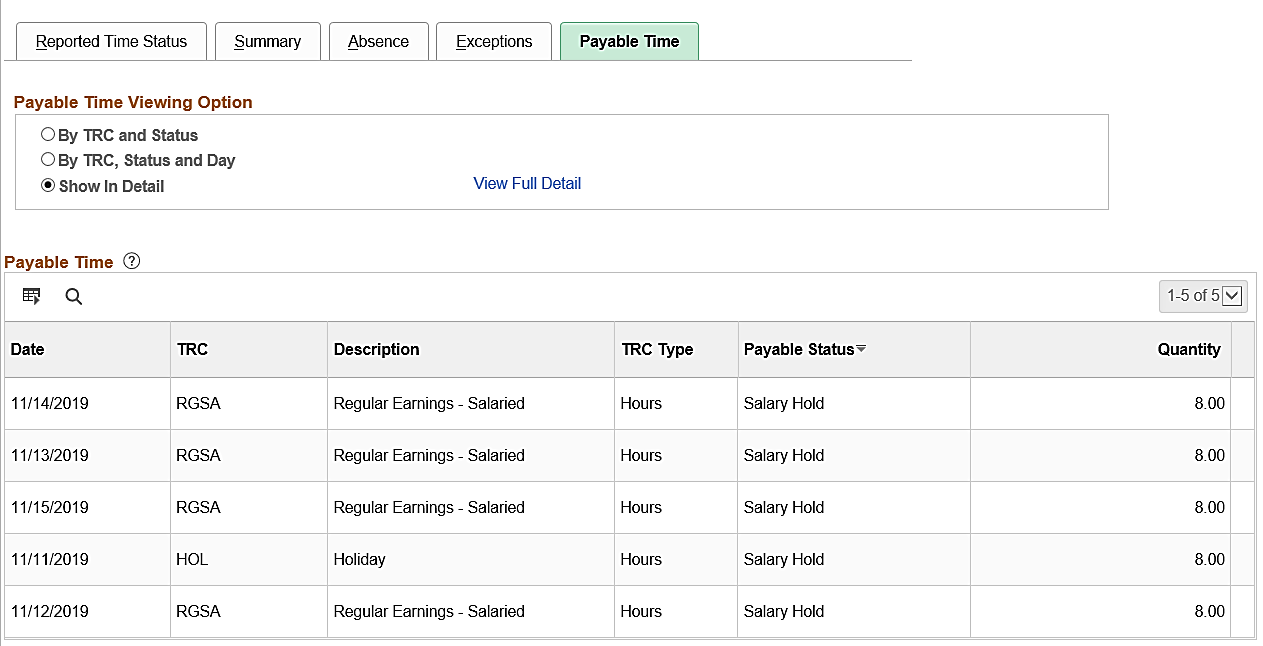 Reported Time Status Summary Absence Exceptions Payable Time
Payable Time Viewing Option
By TRC and Status
By TRC, Status and Day
Show In Detail View Full Detail
Payable Time ?
1-5 of 5
Date TRC Description TRC Type Payable Status Quantity
11/14/2019 RGSA Regular Earnings - Salaried Hours Salary Hold 8.00
11/13/2019 RGSA Regular Earnings - Salaried Hours Salary Hold 8.00
11/15/2019 RGSA Regular Earnings - Salaried Hours Salary Hold 8.00
11/11/2019 HOL Holiday Hours Salary Hold 8.00
11/12/2019 RGSA Regular Earnings - Salaried Hours Salary Hold 8.00